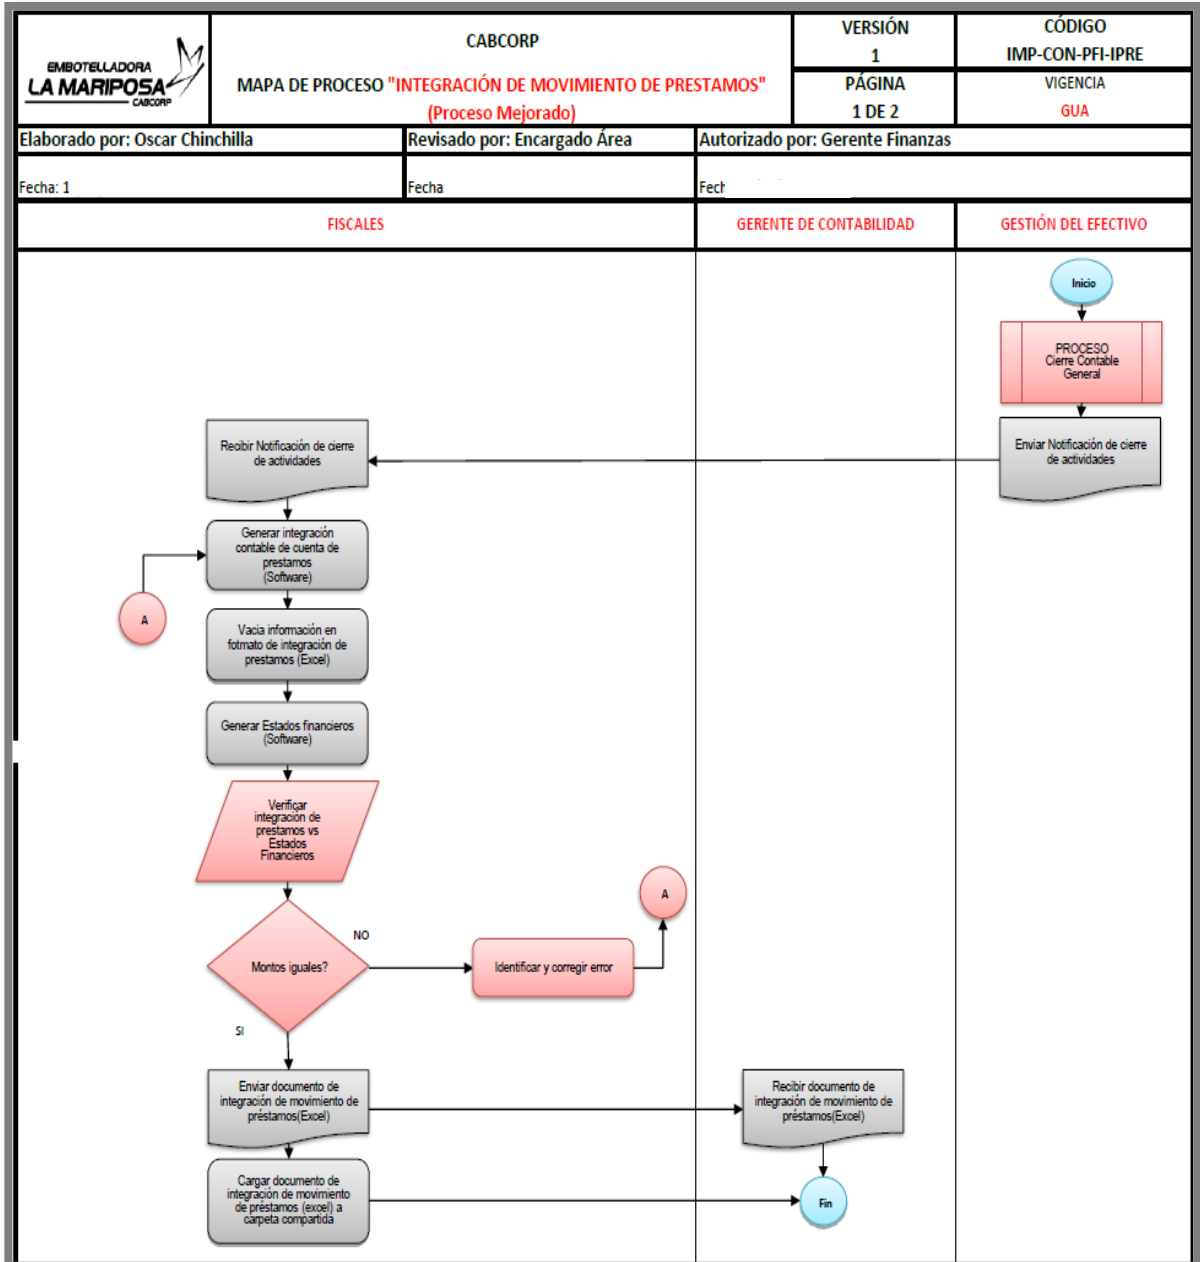 EMBOTELLADORA
LA MARIPOSA
CABCORP
CABCORP
MAPA DE PROCESO "INTEGRACIÓN DE MOVIMIENTO DE PRESTAMOS"
(Proceso Mejorado)
VERSIÓN
1
CÓDIGO
IMP-CON-PFI-IPRE
PÁGINA
1 DE 2
VIGENCIA
GUA
Elaborado por: Oscar Chinchilla
Revisado por: Encargado Área
Autorizado por: Gerente Finanzas
Fecha: 1
Fecha
Fech
FISCALES
GERENTE DE CONTABILIDAD
GESTIÓN DEL EFECTIVO
Inicio
PROCESO
Cierre Contable
General
Enviar Notificación de cierre
de actividades
Recibir Notificación de cierre
de actividades
Generar integración
contable de cuenta de
prestamos
(Software)
A
Vacia información en
fotmato de integración de
prestamos (Excel)
Generar Estados financieros
(Software)
Verificar
integración de
prestamos vs
Estados
Financieros
Montos iguales?
NO
Identificar y corregir error
A
SI
Enviar documento de
integración de movimiento de
préstamos(Excel)
Recibir documento de
integración de movimiento de
préstamos(Excel)
Cargar documento de
integración de movimiento
de préstamos (excel) a
carpeta compartida
Fin